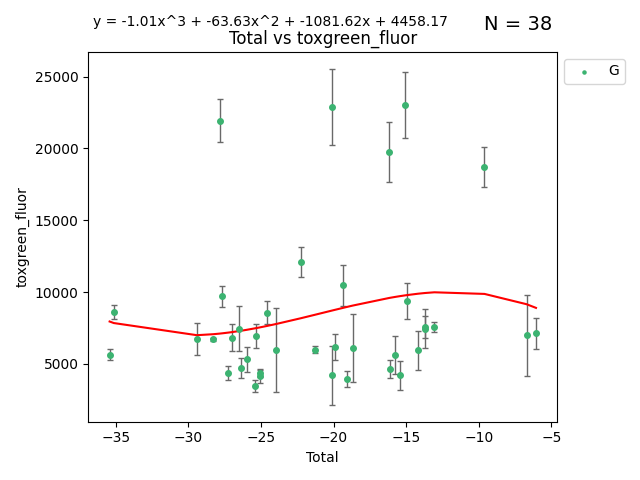 y = -1.01x^3 + -63.63x^2 + -1081.62x + 4458.17
N = 38
Total vs toxgreen_fluor
G
toxgreen_fluor
25000
20000
15000
10000
5000
−35
−30
−25
−20
−15
−10
−5
Total